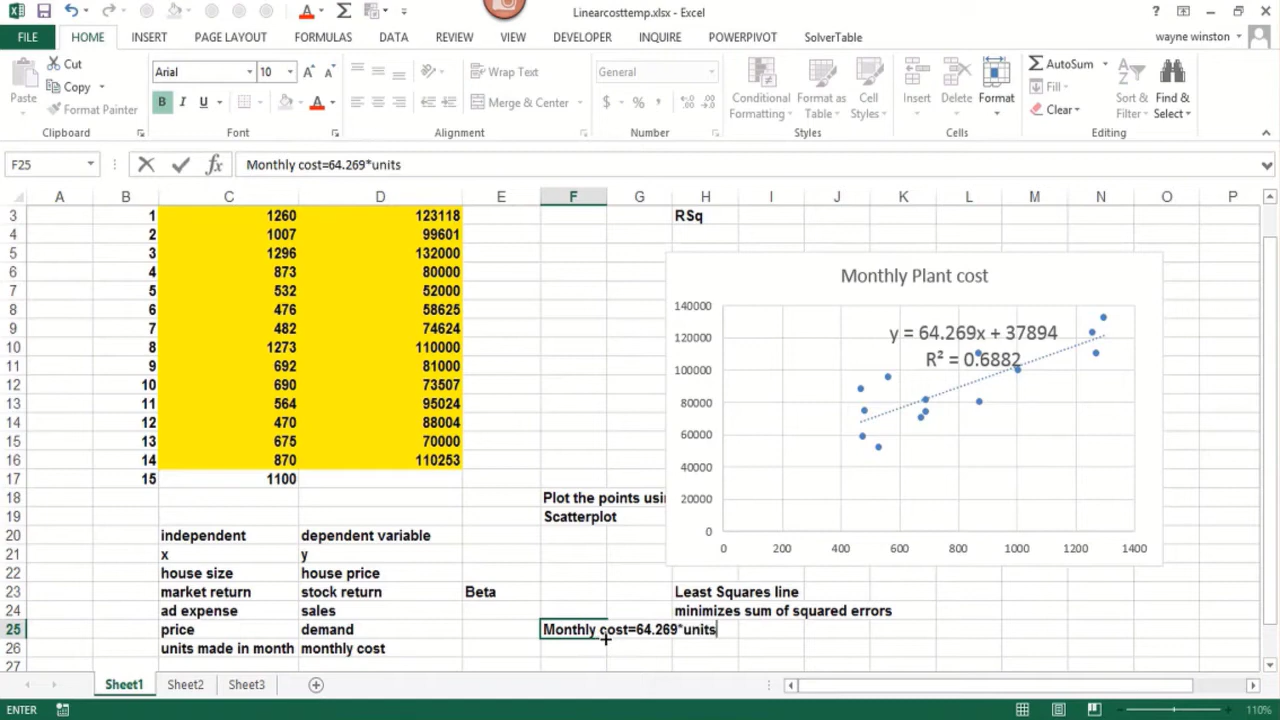 Linearcosttemp.xlsx - Excel
?
FILE HOME INSERT PAGE LAYOUT FORMULAS DATA REVIEW VIEW DEVELOPER INQUIRE POWERPIVOT SolverTable wayne winston
Cut
Copy
Format Painter
Paste
Arial 10
B I U
Wrap Text
Merge & Center
General
$ % ,
Conditional Formatting
Format as Table
Cell Styles
Insert Delete Format
AutoSum
Fill
Clear
Sort & Filter
Find & Select
Clipboard Font Alignment Number Styles Cells Editing
F25 fx Monthly cost=64.269*units
A B C D E F G H I J K L M N O P
3 1 1260 123118 RSq
4 2 1007 99601
5 3 1296 132000
6 4 873 80000
7 5 532 52000
8 6 476 58625
9 7 482 74624
10 8 1273 110000
11 9 692 81000
12 10 690 73507
13 11 564 95024
14 12 470 88004
15 13 675 70000
16 14 870 110253
17 15 1100
18 Plot the points usi
19 Scatterplot
20 independent dependent variable
21 x y
22 house size house price
23 market return stock return Beta Least Squares line
24 ad expense sales minimizes sum of squared errors
25 price demand Monthly cost=64.269*units
26 units made in month monthly cost
27
Monthly Plant cost
y = 64.269x + 37894
R² = 0.6882
140000
120000
100000
80000
60000
40000
20000
0
0 200 400 600 800 1000 1200 1400
Sheet1 Sheet2 Sheet3
ENTER 110%